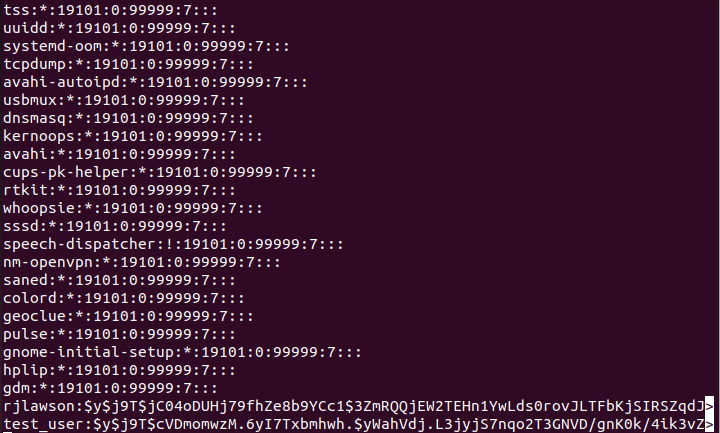 tss:*:19101:0:99999:7:::
uuidd:*:19101:0:99999:7:::
systemd-oom:*:19101:0:99999:7:::
tcpdump:*:19101:0:99999:7:::
avahi-autoipd:*:19101:0:99999:7:::
usbmux:*:19101:0:99999:7:::
dnsmasq:*:19101:0:99999:7:::
kernoops:*:19101:0:99999:7:::
avahi:*:19101:0:99999:7:::
cups-pk-helper:*:19101:0:99999:7:::
rtkit:*:19101:0:99999:7:::
whoopsie:*:19101:0:99999:7:::
sssd:*:19101:0:99999:7:::
speech-dispatcher:!:19101:0:99999:7:::
nm-openvpn:*:19101:0:99999:7:::
saned:*:19101:0:99999:7:::
colord:*:19101:0:99999:7:::
geoclue:*:19101:0:99999:7:::
pulse:*:19101:0:99999:7:::
gnome-initial-setup:*:19101:0:99999:7:::
hplip:*:19101:0:99999:7:::
gdm:*:19101:0:99999:7:::
rjlawson:$y$j9T$jC04oDUHj79fhZe8b9YCc1$3ZmRQQjEW2TEHn1YwLds0rovJLTFbKjSIRSZqdJ>
test_user:$y$j9T$cVDmomwzM.6yI7Txbmhwh.$yWahVdj.L3jyjS7nqo2T3GNVD/gnK0k/4ik3vZ>